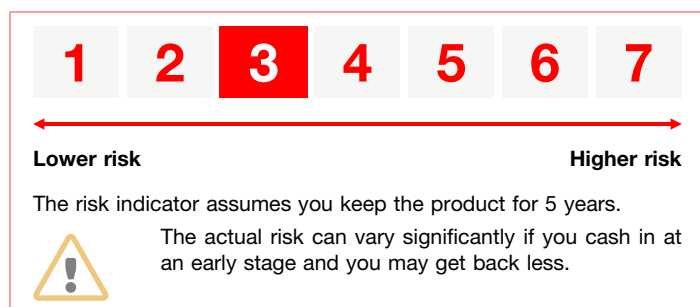 1 2 3 4 5 6 7
Lower risk Higher risk
The risk indicator assumes you keep the product for 5 years.
The actual risk can vary significantly if you cash in at
an early stage and you may get back less.